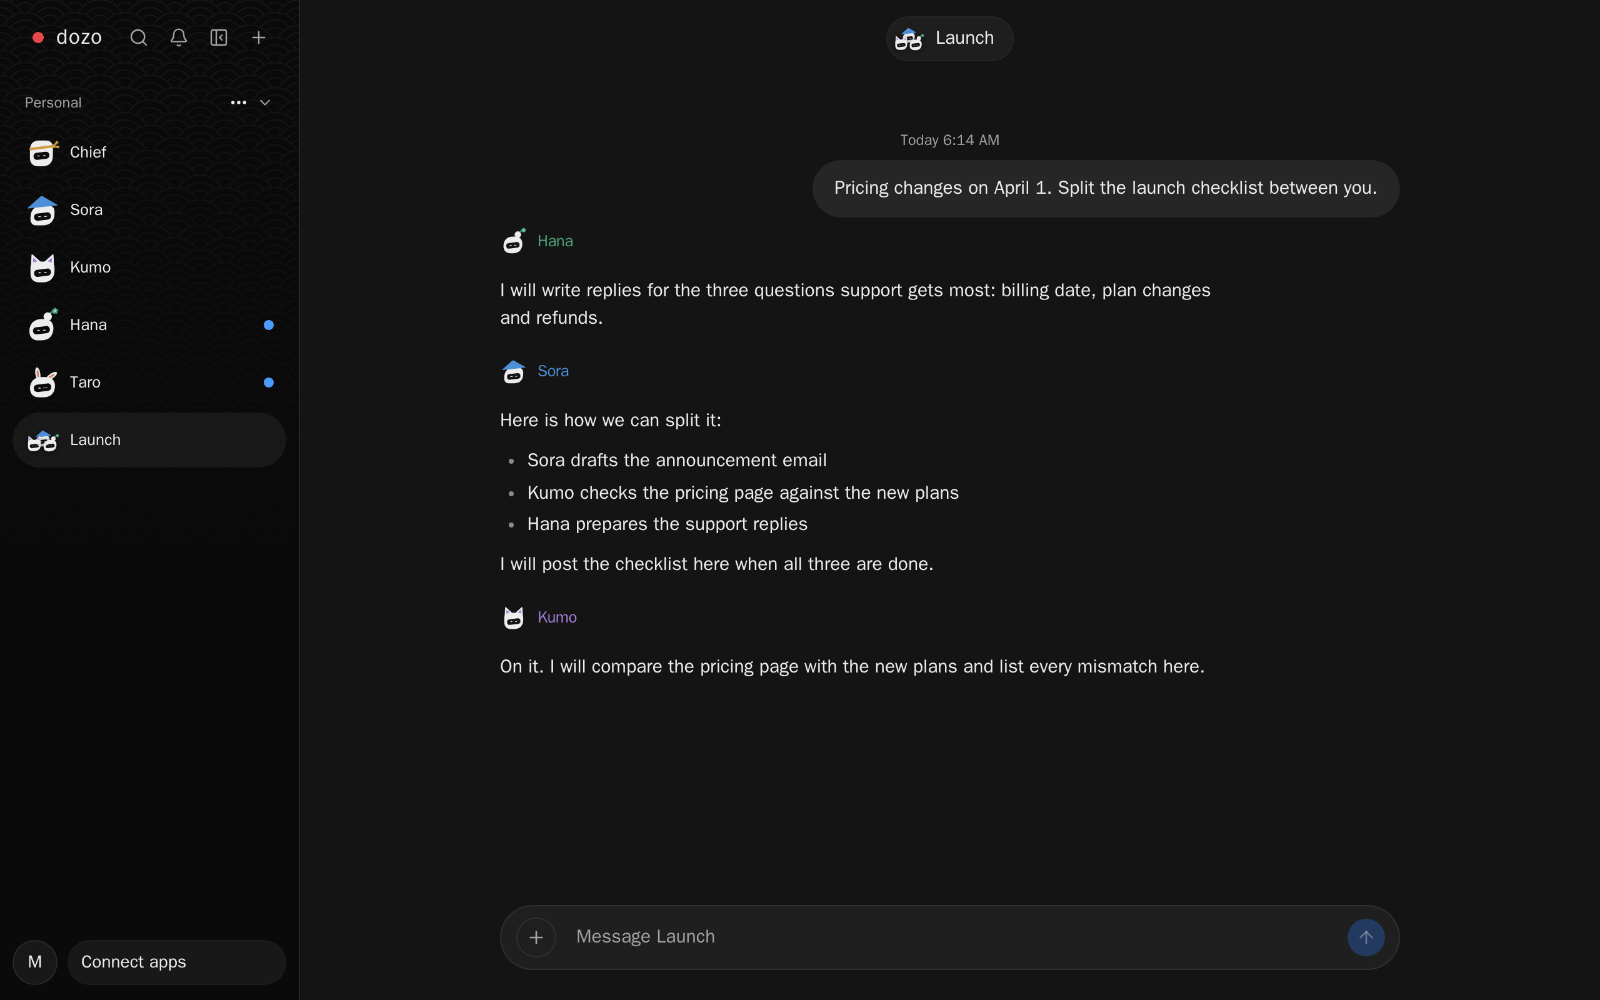 dozo
Personal
Chief
Sora
Kumo
Hana
Taro
Launch
M
Connect apps
Launch
Today 6:14 AM
Pricing changes on April 1. Split the launch checklist between you.
Hana
I will write replies for the three questions support gets most: billing date, plan changes
and refunds.
Sora
Here is how we can split it:
• Sora drafts the announcement email
• Kumo checks the pricing page against the new plans
• Hana prepares the support replies
I will post the checklist here when all three are done.
Kumo
On it. I will compare the pricing page with the new plans and list every mismatch here.
Message Launch